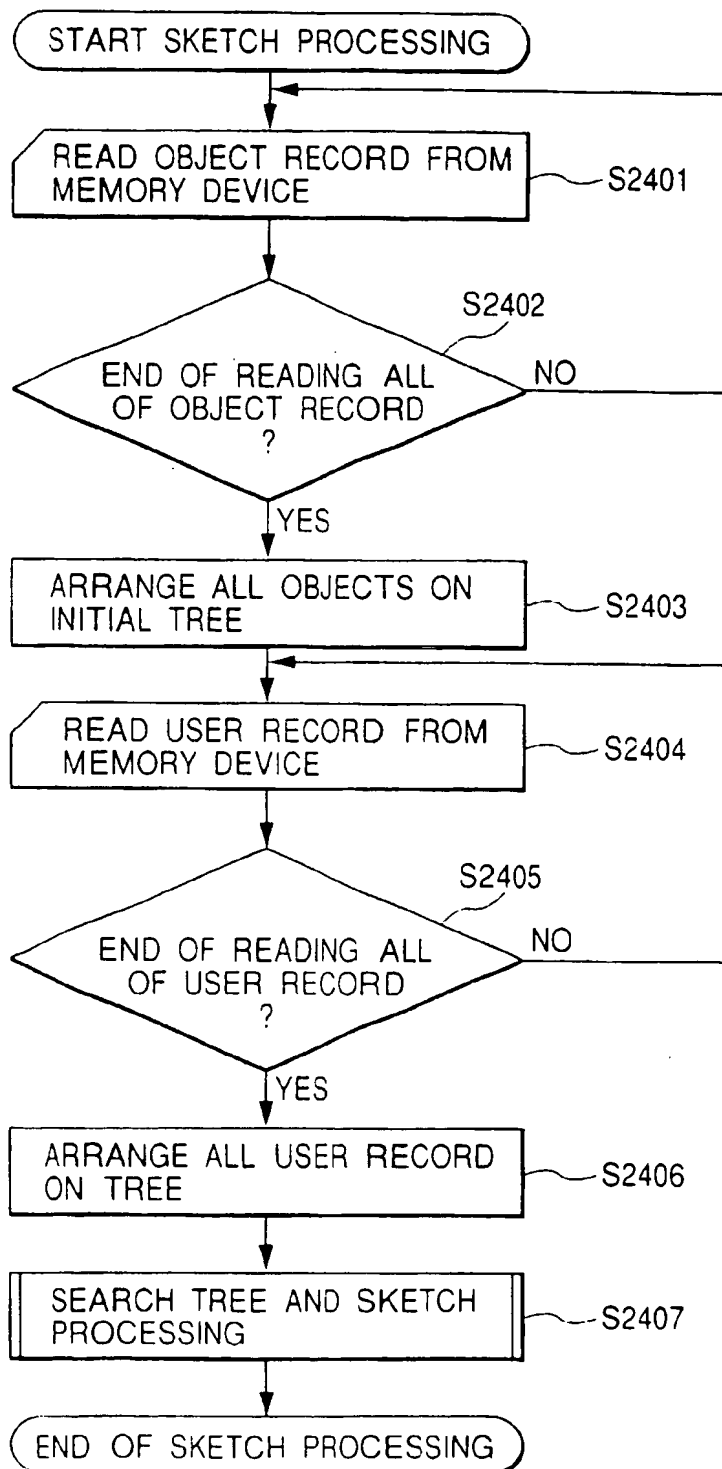 START SKETCH PROCESSING
READ OBJECT RECORD FROM
MEMORY DEVICE
S2401
S2402
END OF READING ALL
OF OBJECT RECORD
?
NO
YES
ARRANGE ALL OBJECTS ON
INITIAL TREE
S2403
READ USER RECORD FROM
MEMORY DEVICE
S2404
S2405
END OF READING ALL
OF USER RECORD
?
NO
YES
ARRANGE ALL USER RECORD
ON TREE
S2406
SEARCH TREE AND SKETCH
PROCESSING
S2407
END OF SKETCH PROCESSING